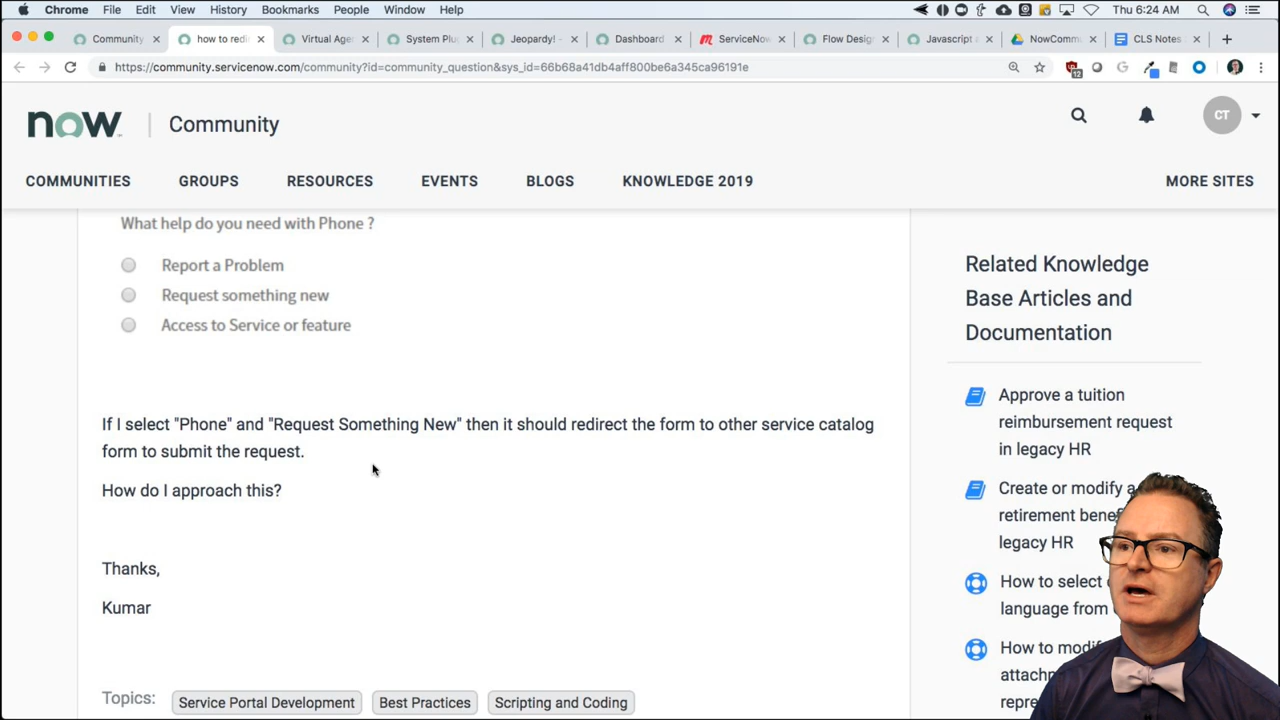 Chrome File Edit View History Bookmarks People Window Help Thu 6:24 AM
Community how to redi Virtual Age System Plu Jeopardy! - Dashboard ServiceNow Flow Desig Javascript NowComm CLS Notes
https://community.servicenow.com/community?id=community_question&sys_id=66b68a41db4aff800be6a345ca96191e
12
now Community
CT
COMMUNITIES GROUPS RESOURCES EVENTS BLOGS KNOWLEDGE 2019 MORE SITES
What help do you need with Phone ?
Report a Problem
Request something new
Access to Service or feature
If I select "Phone" and "Request Something New" then it should redirect the form to other service catalog
form to submit the request.
How do I approach this?
Thanks,
Kumar
Topics: Service Portal Development Best Practices Scripting and Coding
Related Knowledge
Base Articles and
Documentation
Approve a tuition
reimbursement request
in legacy HR
Create or modify a
retirement benef
legacy HR
How to select
language from
How to modif
attachm
repre